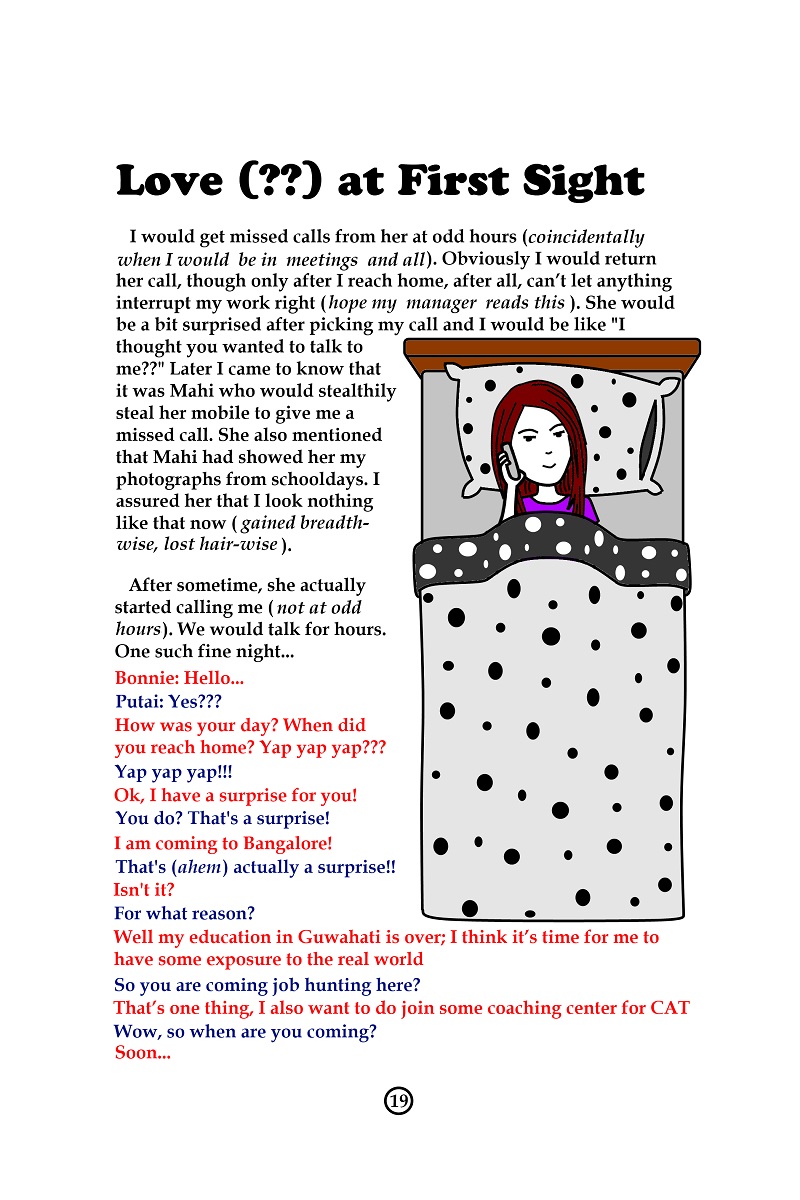 Love (??) at First Sight
I would get missed calls from her at odd hours (coincidentally
when I would be in meetings and all). Obviously I would return
her call, though only after I reach home, after all, can’t let anything
interrupt my work right (hope my manager reads this ). She would
be a bit surprised after picking my call and I would be like "I
thought you wanted to talk to
me??" Later I came to know that
it was Mahi who would stealthily
steal her mobile to give me a
missed call. She also mentioned
that Mahi had showed her my
photographs from schooldays. I
assured her that I look nothing
like that now ( gained breadth-
wise, lost hair-wise ).
After sometime, she actually
started calling me ( not at odd
hours). We would talk for hours.
One such fine night...
Bonnie: Hello...
Putai: Yes???
How was your day? When did
you reach home? Yap yap yap???
Yap yap yap!!!
Ok, I have a surprise for you!
You do? That's a surprise!
I am coming to Bangalore!
That's (ahem) actually a surprise!!
Isn't it?
For what reason?
Well my education in Guwahati is over; I think it’s time for me to
have some exposure to the real world
So you are coming job hunting here?
That’s one thing, I also want to do join some coaching center for CAT
Wow, so when are you coming?
Soon...
19